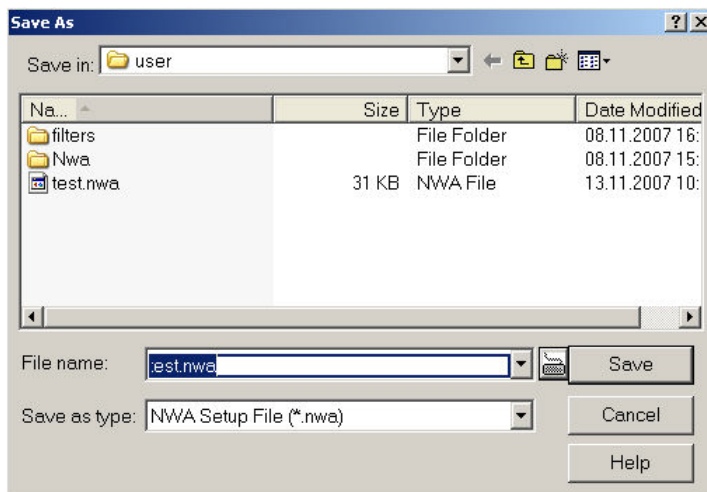 Save As
Save in: user
Na... Size Type Date Modified
filters File Folder 08.11.2007 16:
Nwa File Folder 08.11.2007 15:
test.nwa 31 KB NWA File 13.11.2007 10:
File name: test.nwa Save
Save as type: NWA Setup File (*.nwa) Cancel
Help